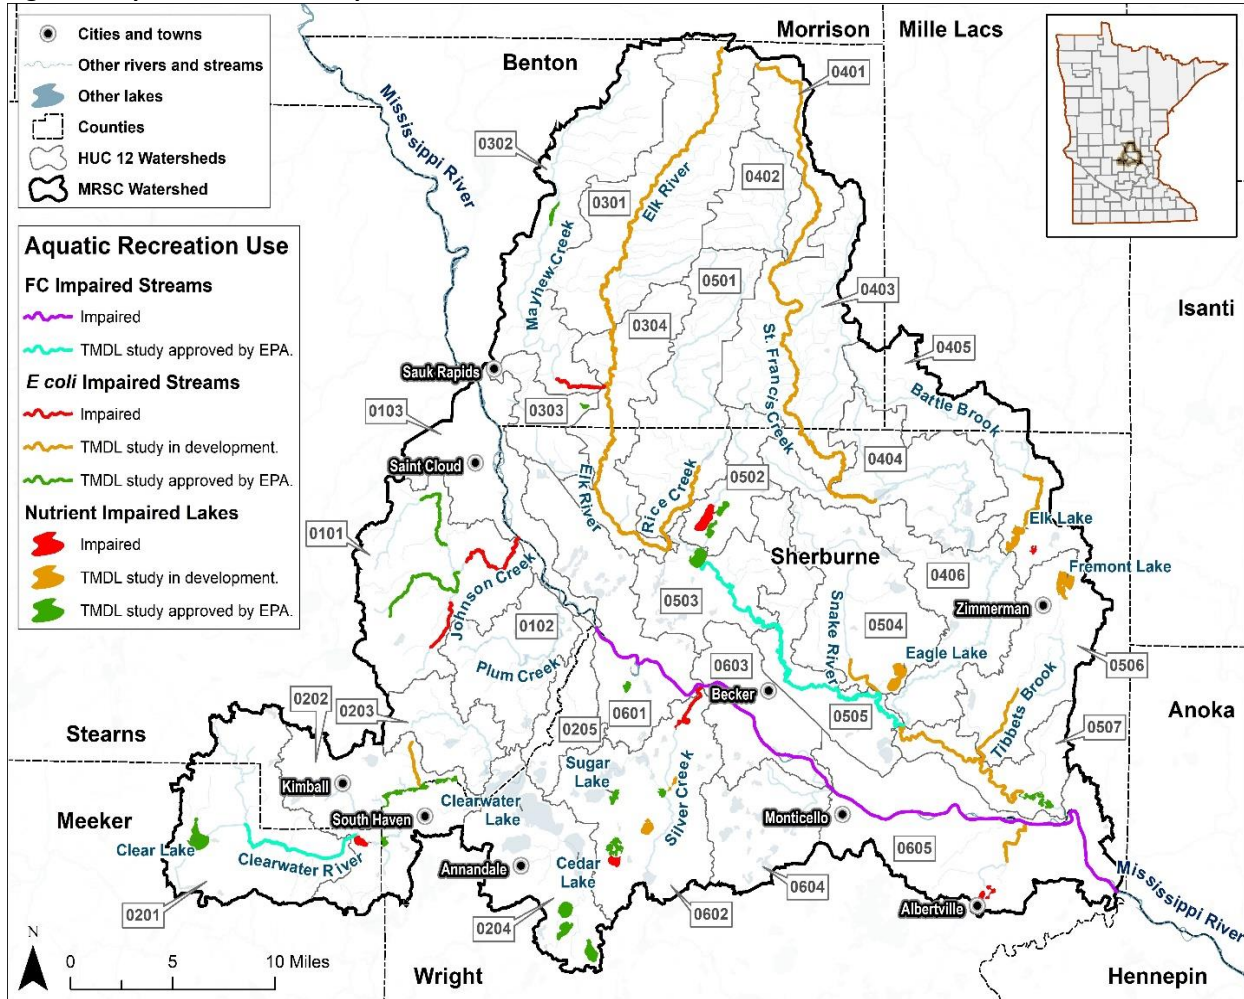 Cities and towns
Other rivers and streams
Other lakes
Counties
HUC 12 Watersheds
MRSC Watershed
Aquatic Recreation Use
FC Impaired Streams
Impaired
TMDL study approved by EPA.
E coli Impaired Streams
Impaired
TMDL study in development.
TMDL study approved by EPA.
Nutrient Impaired Lakes
Impaired
TMDL study in development.
TMDL study approved by EPA.
Morrison
Mille Lacs
Benton
0401
Mississippi River
0302
0402
Elk River
0301
Mayhew Creek
0501
0403
Isanti
0304
St. Francis Creek
0405
Sauk Rapids
Battle Brook
0103
0303
Saint Cloud
0404
Elk River
Rice Creek
0502
Elk Lake
0101
Sherburne
Fremont Lake
0406
Johnson Creek
0503
Zimmerman
Snake River
0504
0102
Eagle Lake
0506
Plum Creek
0603
Tibbets Brook
Becker
0202
0203
0601
0505
Anoka
0205
0507
Stearns
Sugar Lake
Silver Creek
Kimball
Clearwater Lake
Monticello
Meeker
South Haven
Clear Lake
Clearwater River
0605
Cedar Lake
Annandale
0604
Mississippi River
0201
0204
0602
Albertville
N
0 5 10 Miles
Wright
Hennepin